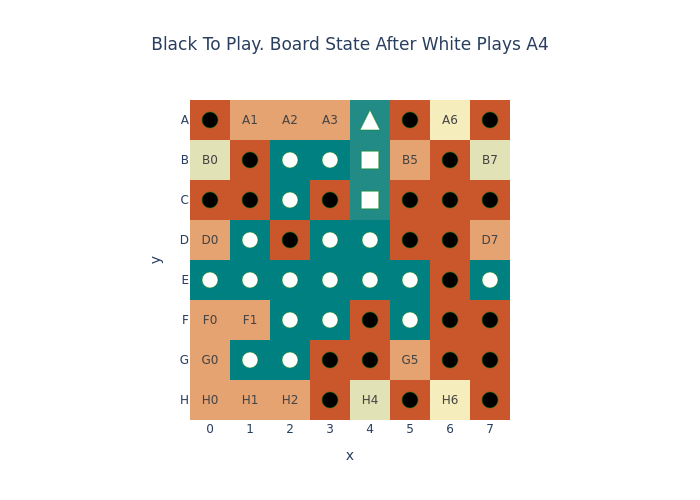 Black To Play. Board State After White Plays A4
A A1 A2 A3 A6
B B0 B5 B7
C
D D0 D7
E
F F0 F1
G G0 G5
H H0 H1 H2 H4 H6
0 1 2 3 4 5 6 7
x
y